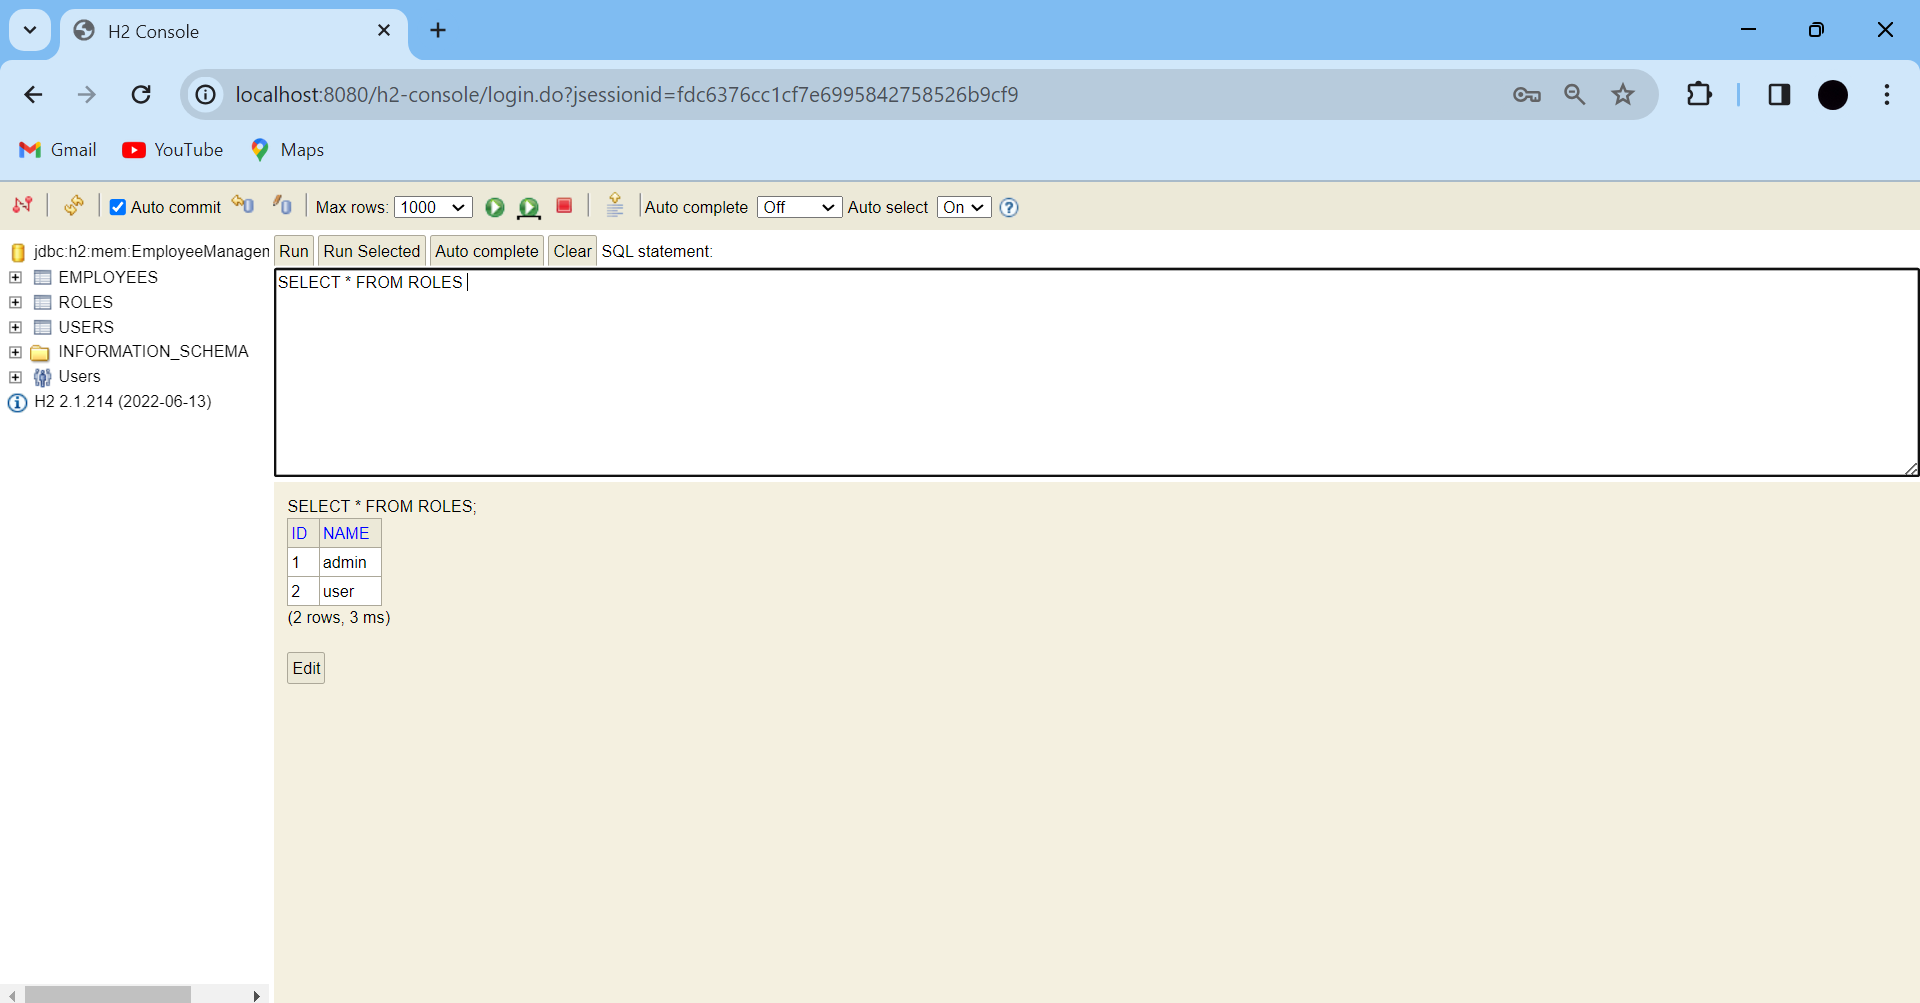 H2 Console
localhost:8080/h2-console/login.do?jsessionid=fdc6376cc1cf7e6995842758526b9cf9
Gmail YouTube Maps
Auto commit Max rows: 1000 Auto complete Off Auto select On
jdbc:h2:mem:EmployeeManagem Run Run Selected Auto complete Clear SQL statement:
EMPLOYEES
ROLES
USERS
INFORMATION_SCHEMA
Users
H2 2.1.214 (2022-06-13)
SELECT * FROM ROLES
SELECT * FROM ROLES;
ID NAME
1 admin
2 user
(2 rows, 3 ms)
Edit